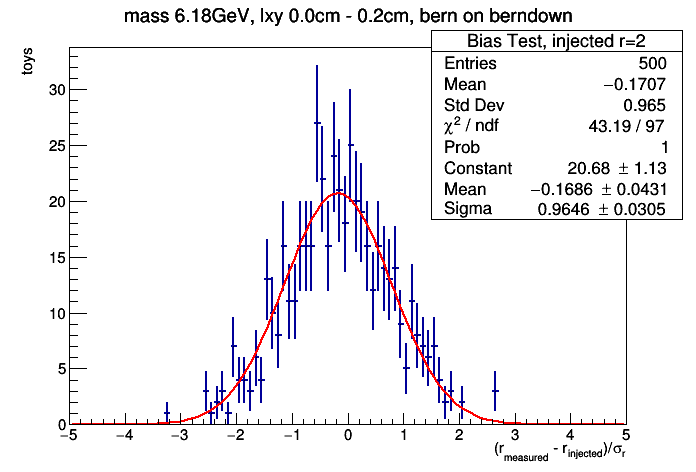 mass 6.18GeV, lxy 0.0cm - 0.2cm, bern on berndown
Bias Test, injected r=2
Entries 500
Mean −0.1707
Std Dev 0.965
χ² / ndf 43.19 / 97
Prob 1
Constant 20.68 ± 1.13
Mean −0.1686 ± 0.0431
Sigma 0.9646 ± 0.0305
toys
30
25
20
15
10
5
0
−5 −4 −3 −2 −1 0 1 2 3 4 5
(r_measured - r_injected)/σ_r